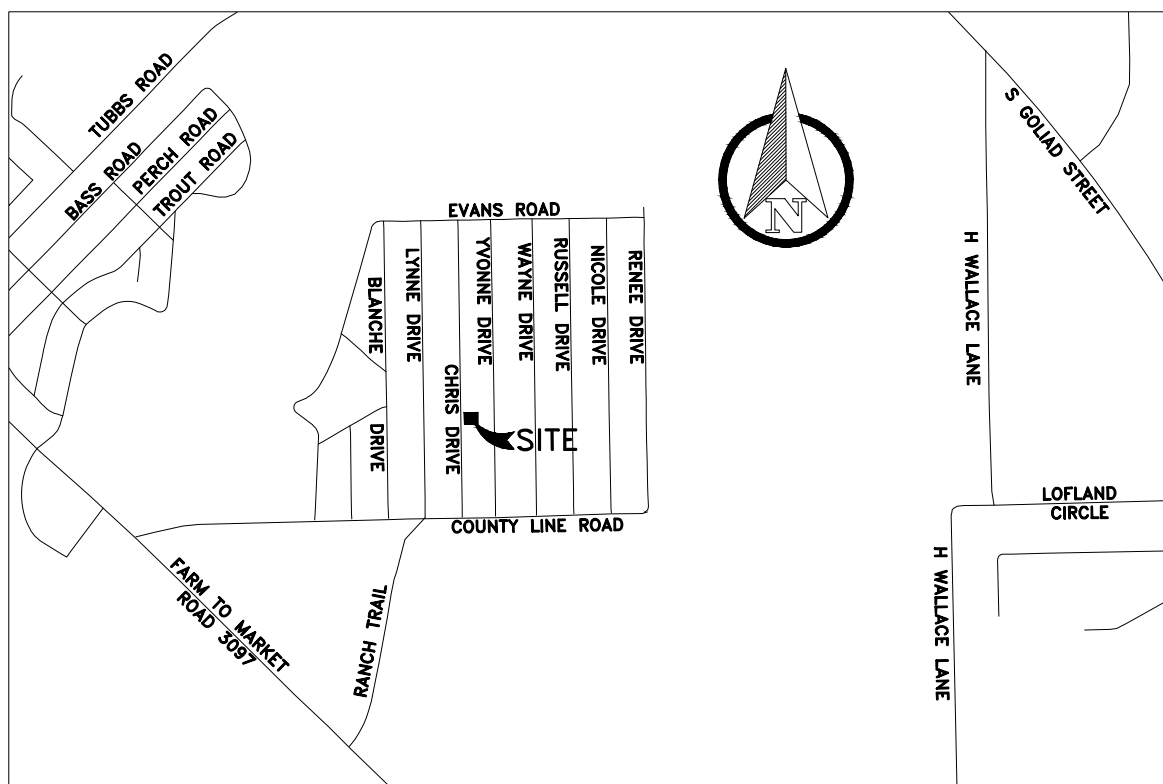 TUBBS ROAD
BASS ROAD
PERCH ROAD
TROUT ROAD
S GOLIAD STREET
N
EVANS ROAD
BLANCHE
DRIVE
LYNNE DRIVE
CHRIS DRIVE
YVONNE DRIVE
WAYNE DRIVE
RUSSELL DRIVE
NICOLE DRIVE
RENEE DRIVE
H WALLACE LANE
SITE
LOFLAND
CIRCLE
COUNTY LINE ROAD
FARM TO MARKET
ROAD 3097
RANCH TRAIL
H WALLACE LANE